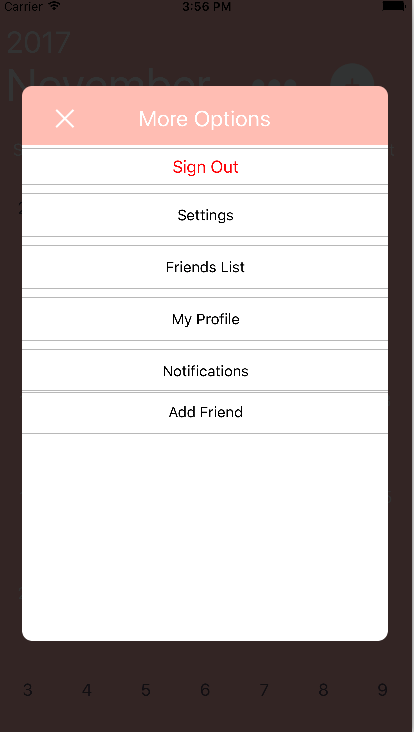 Carrier 3:56 PM
2017
November
More Options
Sign Out
Settings
Friends List
My Profile
Notifications
Add Friend
3 4 5 6 7 8 9